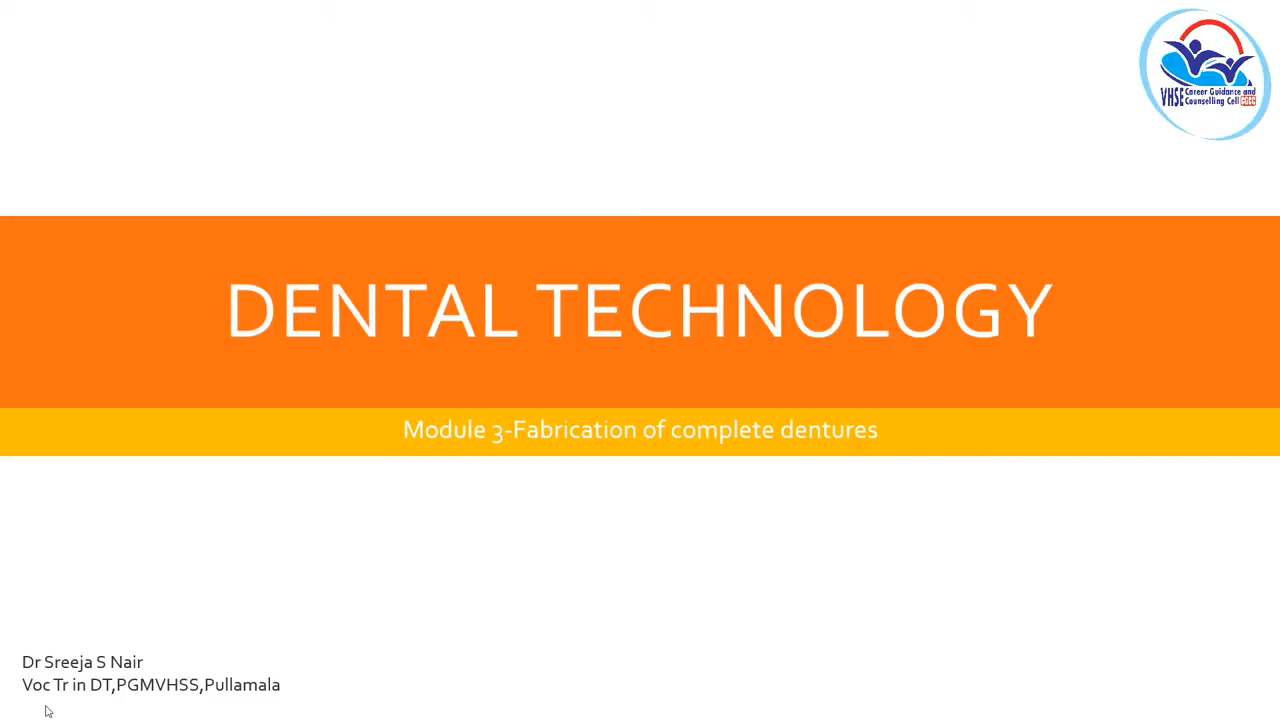 VHSE Career Guidance and
Counselling Cell CGCC
DENTAL TECHNOLOGY
Module 3-Fabrication of complete dentures
Dr Sreeja S Nair
Voc Tr in DT,PGMVHSS,Pullamala